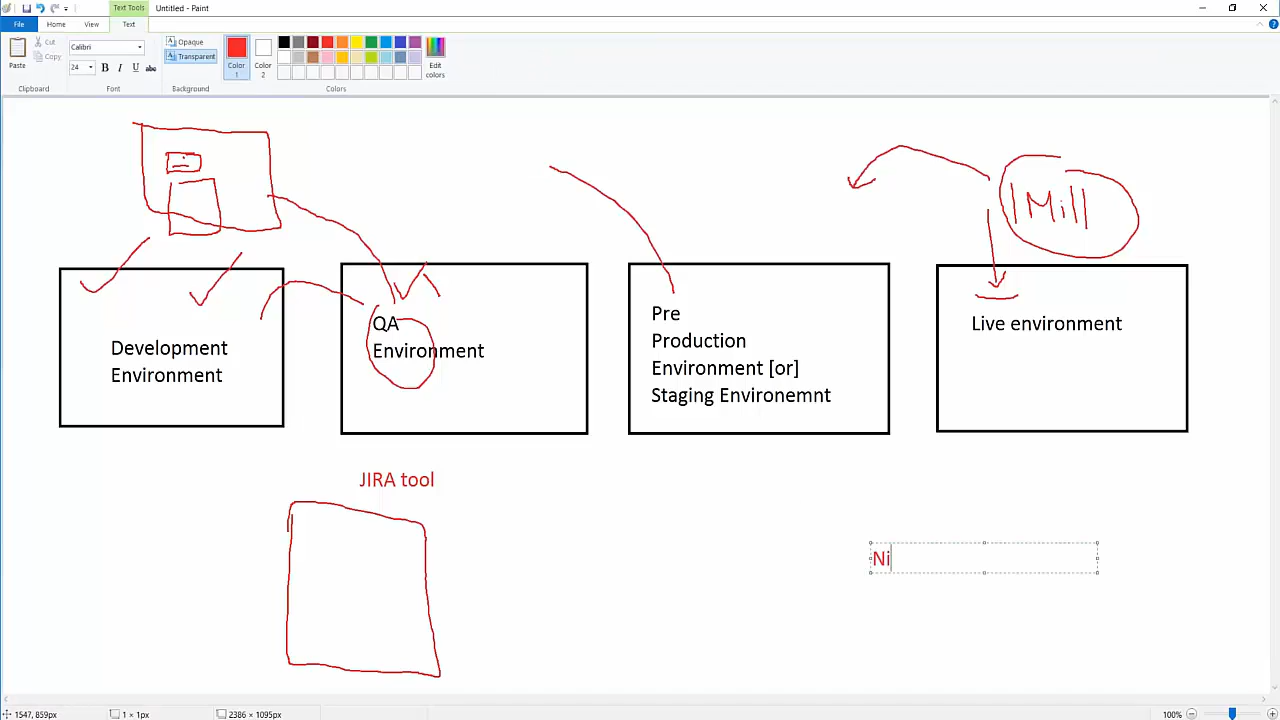 Text Tools
Untitled - Paint
File
Home
View
Text
Paste
Cut
Copy
Clipboard
Calibri
24
B I U abc
Font
Opaque
Transparent
Background
Color 1
Color 2
Edit colors
Colors
1 Mill
Development
Environment
QA
Environment
Pre
Production
Environment [or]
Staging Environemnt
Live environment
JIRA tool
Ni
1547, 859px
1 × 1px
2386 × 1095px
100%